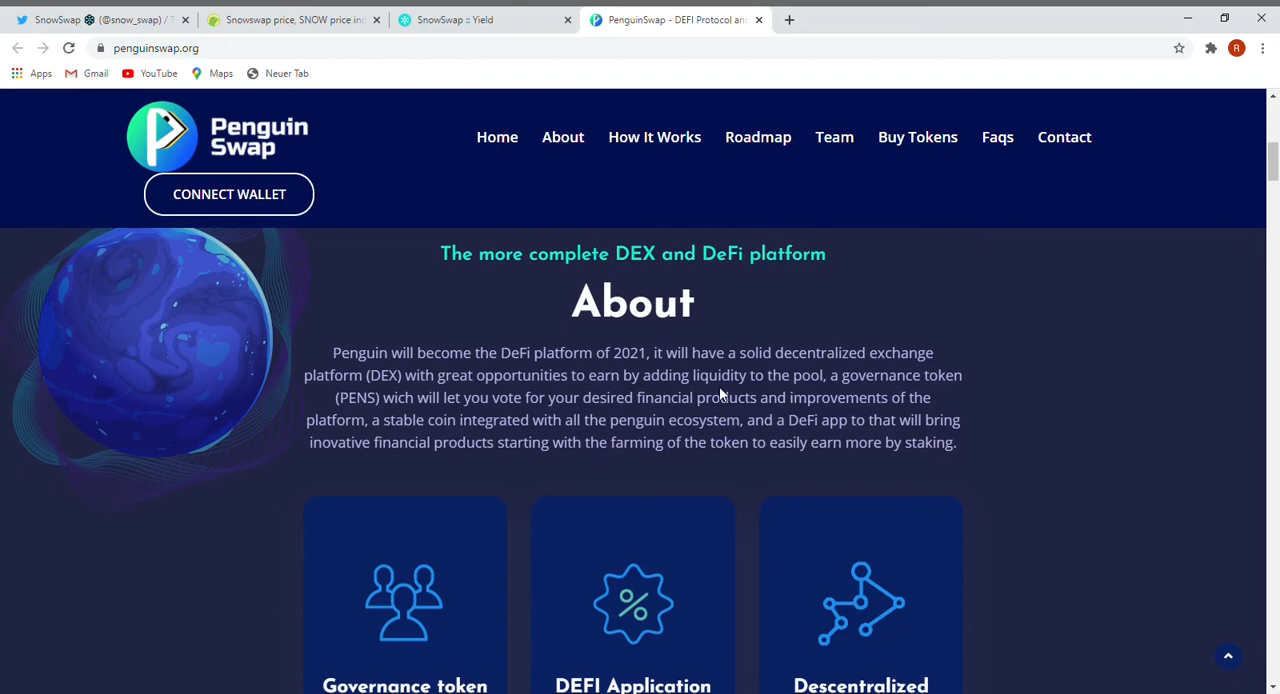 SnowSwap (@snow_swap) / T
Snowswap price, SNOW price ind
SnowSwap :: Yield
PenguinSwap - DEFI Protocol and
penguinswap.org
R
Apps
Gmail
YouTube
Maps
Neuer Tab
Penguin
Swap
Home
About
How It Works
Roadmap
Team
Buy Tokens
Faqs
Contact
CONNECT WALLET
The more complete DEX and DeFi platform
About
Penguin will become the DeFi platform of 2021, it will have a solid decentralized exchange
platform (DEX) with great opportunities to earn by adding liquidity to the pool, a governance token
(PENS) wich will let you vote for your desired financial products and improvements of the
platform, a stable coin integrated with all the penguin ecosystem, and a DeFi app to that will bring
inovative financial products starting with the farming of the token to easily earn more by staking.
Governance token
DEFI Application
Descentralized